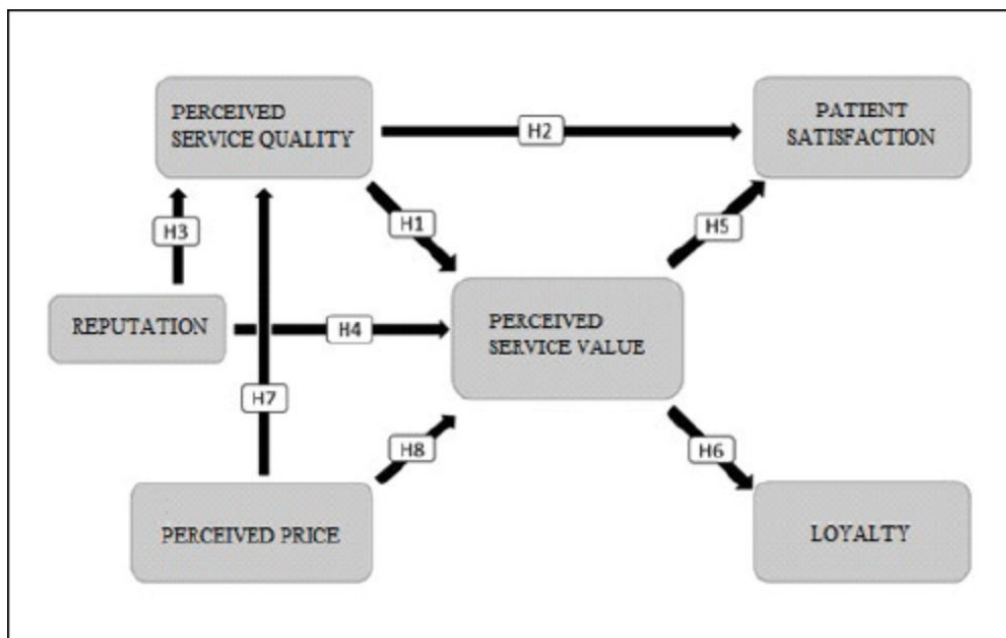 PERCEIVED
SERVICE QUALITY
PATIENT
SATISFACTION
H2
H1
H3
H5
REPUTATION
H4
PERCEIVED
SERVICE VALUE
H7
H8
H6
PERCEIVED PRICE
LOYALTY